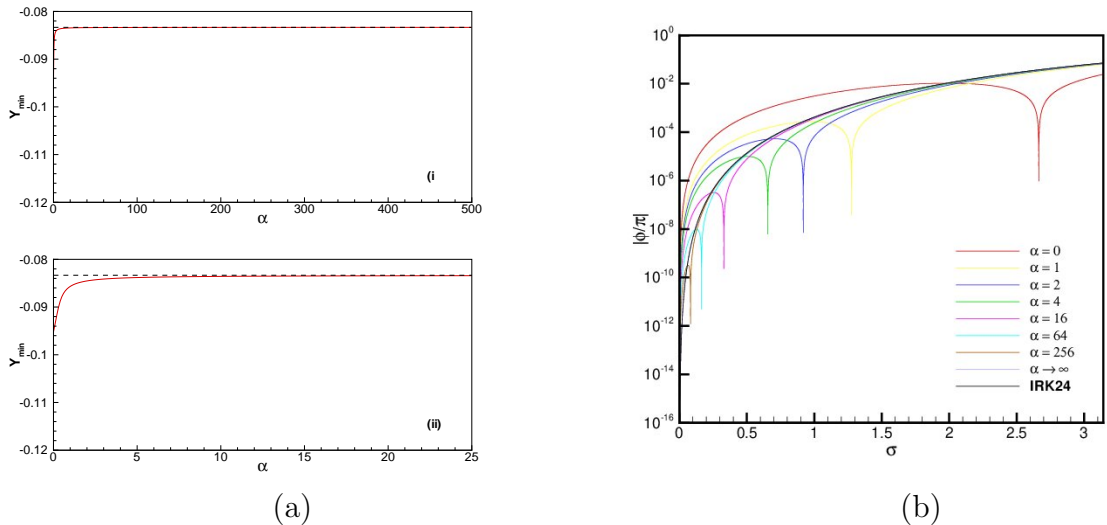 -0.08
-0.09
-0.1
-0.11
-0.12
Y_min
0
100
200
300
400
500
α
(i
-0.08
-0.09
-0.1
-0.11
-0.12
Y_min
0
5
10
15
20
25
α
(ii)
(a)
10^0
10^-2
10^-4
10^-6
10^-8
10^-10
10^-12
10^-14
10^-16
|ϕ/π|
0
0.5
1
1.5
2
2.5
3
σ
α = 0
α = 1
α = 2
α = 4
α = 16
α = 64
α = 256
α → ∞
IRK24
(b)